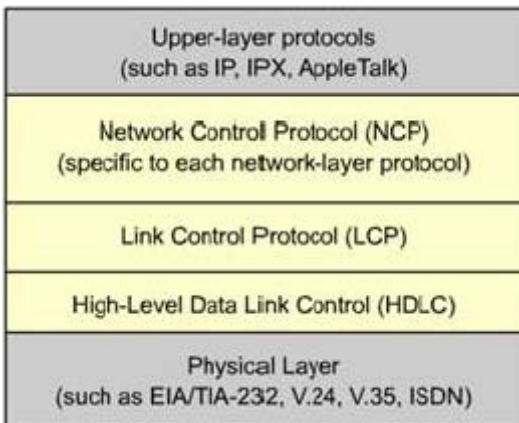 Upper-layer protocols
(such as IP, IPX, AppleTalk)
Network Control Protocol (NCP)
(specific to each network-layer protocol)
Link Control Protocol (LCP)
High-Level Data Link Control (HDLC)
Physical Layer
(such as EIA/TIA-232, V.24, V.35, ISDN)